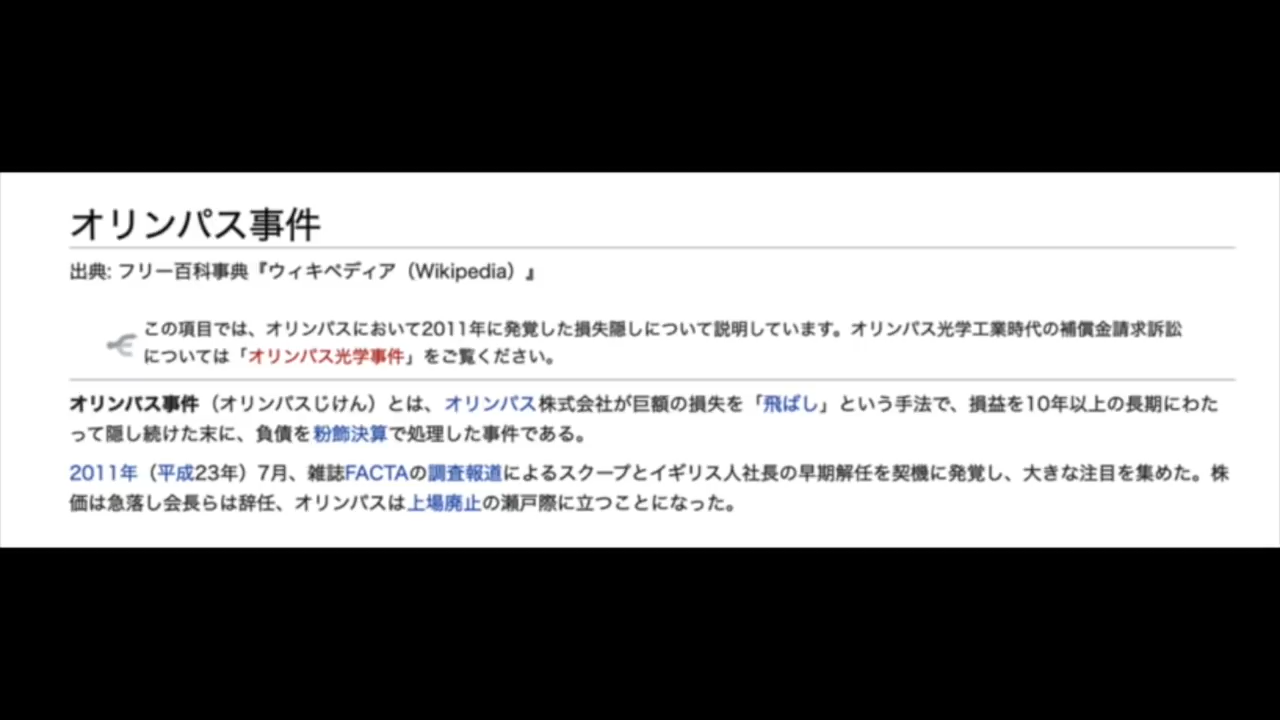 オリンパス事件
出典: フリー百科事典『ウィキペディア（Wikipedia）』
この項目では、オリンパスにおいて2011年に発覚した損失隠しについて説明しています。オリンパス光学工業時代の補償金請求訴訟
については「オリンパス光学事件」をご覧ください。
オリンパス事件（オリンパスじけん）とは、オリンパス株式会社が巨額の損失を「飛ばし」という手法で、損益を10年以上の長期にわた
って隠し続けた末に、負債を粉飾決算で処理した事件である。
2011年（平成23年）7月、雑誌FACTAの調査報道によるスクープとイギリス人社長の早期解任を契機に発覚し、大きな注目を集めた。株
価は急落し会長らは辞任、オリンパスは上場廃止の瀬戸際に立つことになった。